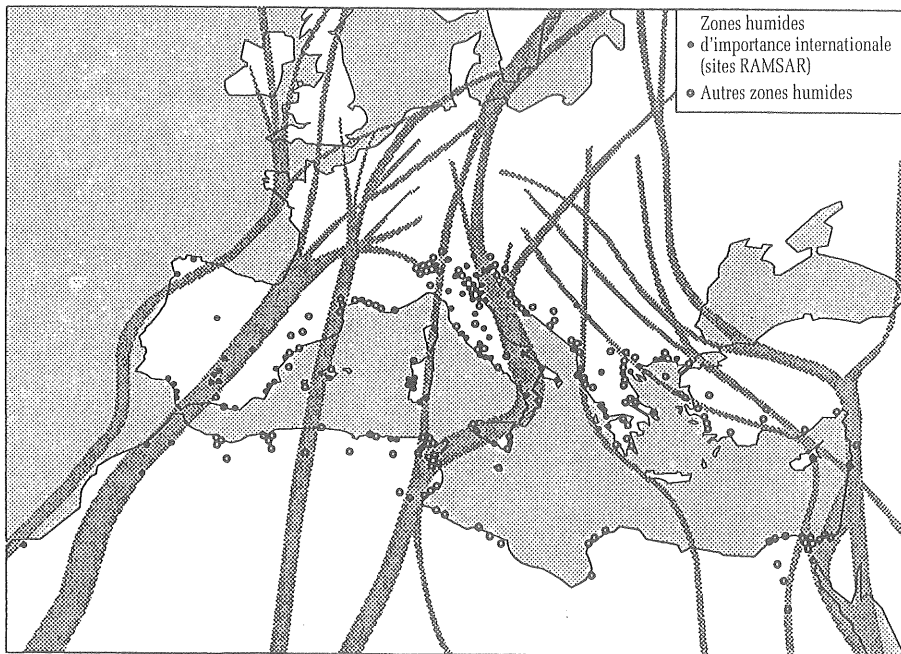 Zones humides
d'importance internationale
(sites RAMSAR)
Autres zones humides